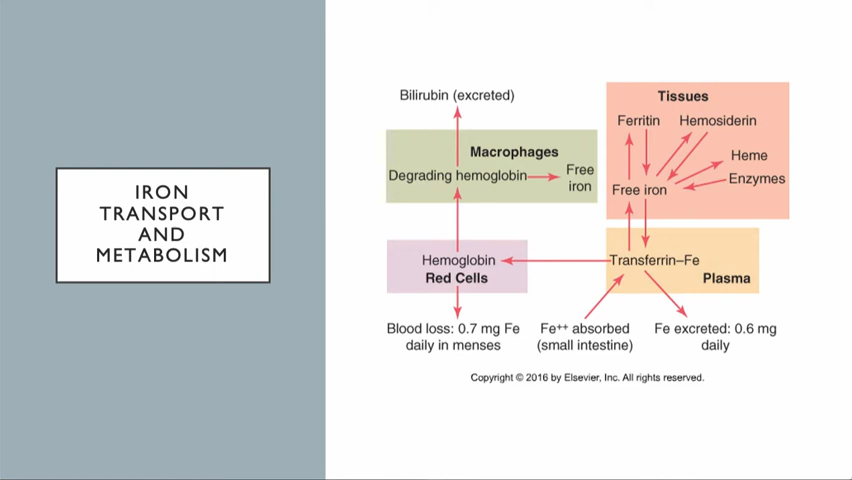 IRON
TRANSPORT
AND
METABOLISM
Bilirubin (excreted)
Macrophages
Degrading hemoglobin
Free
iron
Tissues
Ferritin
Hemosiderin
Heme
Enzymes
Free iron
Hemoglobin
Red Cells
Transferrin–Fe
Plasma
Blood loss: 0.7 mg Fe
daily in menses
Fe++ absorbed
(small intestine)
Fe excreted: 0.6 mg
daily
Copyright © 2016 by Elsevier, Inc. All rights reserved.